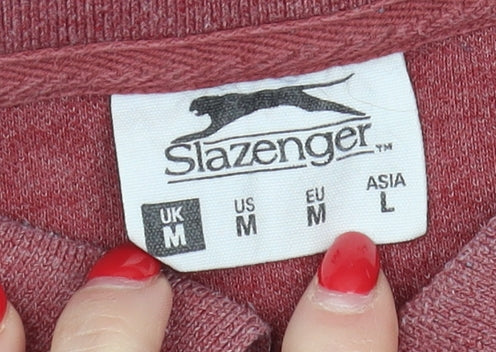 Slazenger™
UK US EU ASIA
M M M L